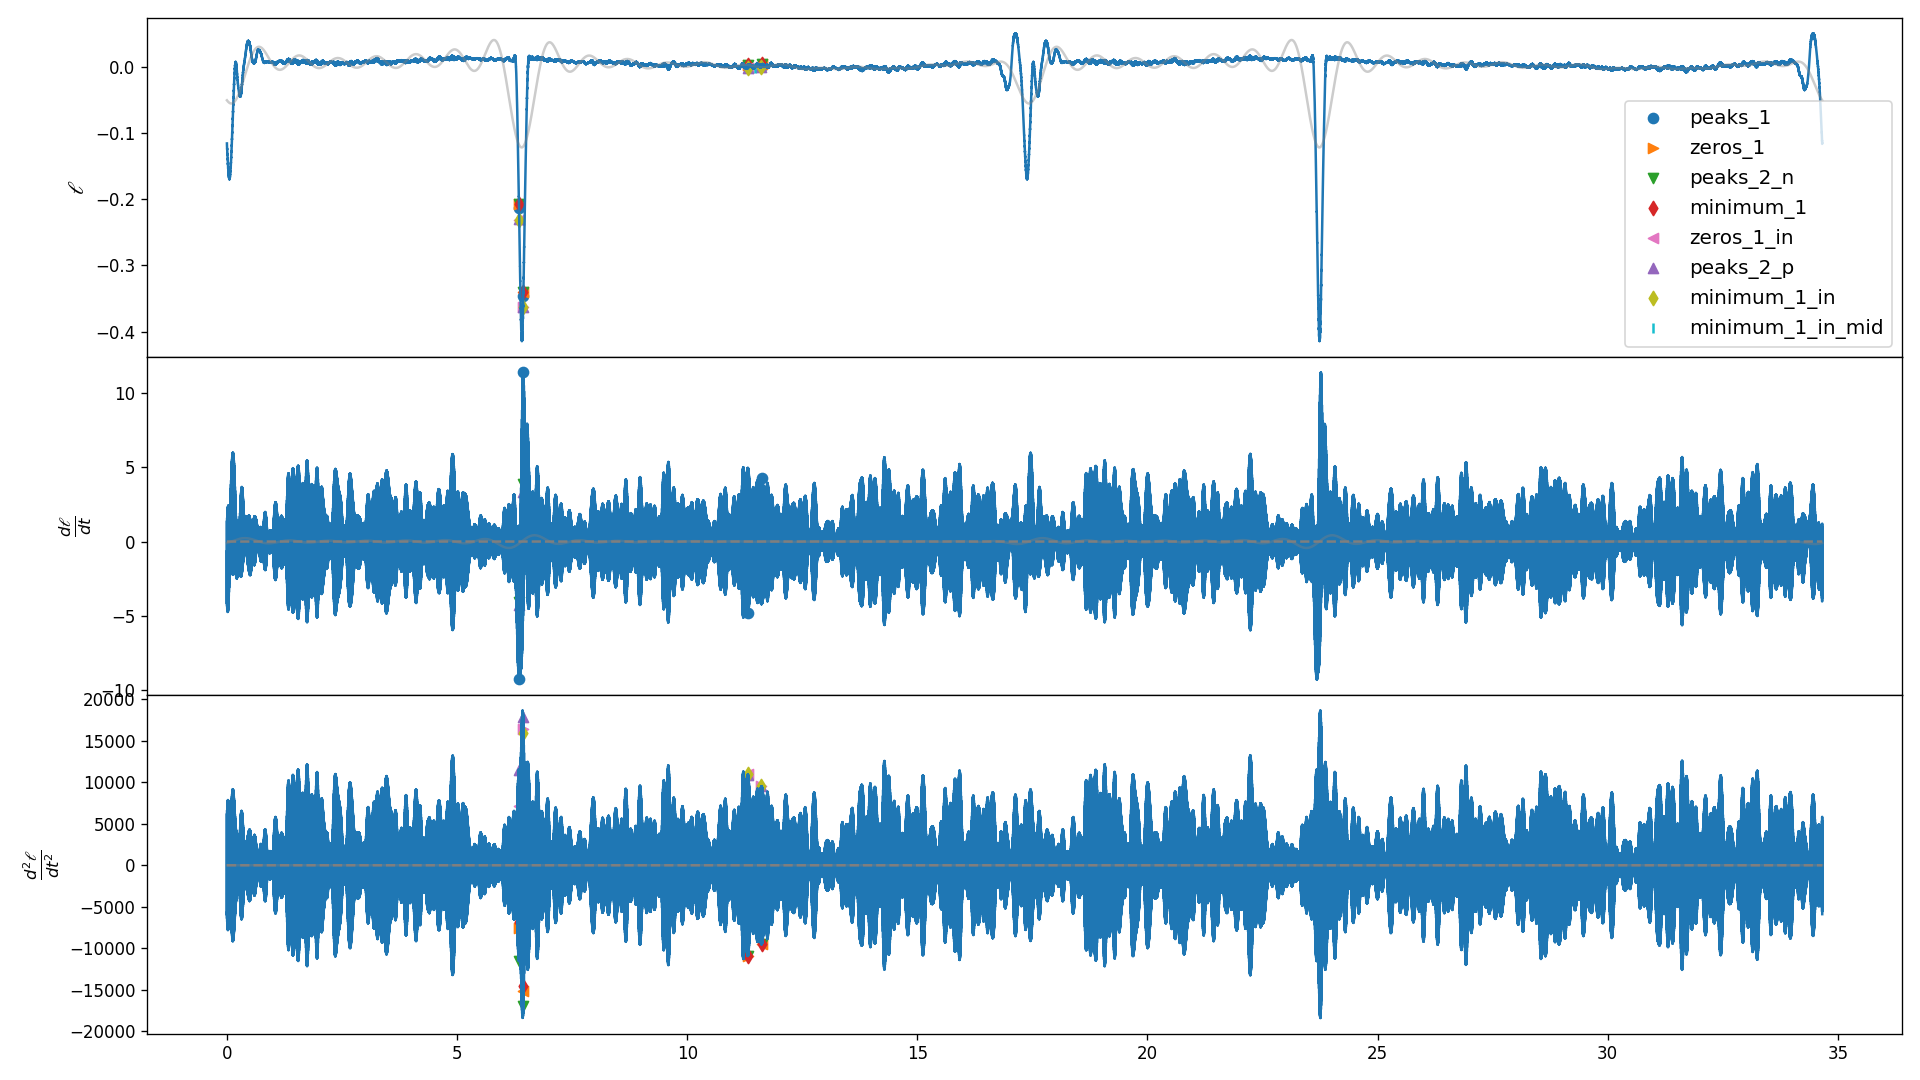 0.0
−0.1
−0.2
−0.3
−0.4
ℓ
peaks_1
zeros_1
peaks_2_n
minimum_1
zeros_1_in
peaks_2_p
minimum_1_in
minimum_1_in_mid
10
5
0
−5
−10
dℓ
dt
20000
15000
10000
5000
0
−5000
−10000
−15000
−20000
d²ℓ
dt²
0 5 10 15 20 25 30 35